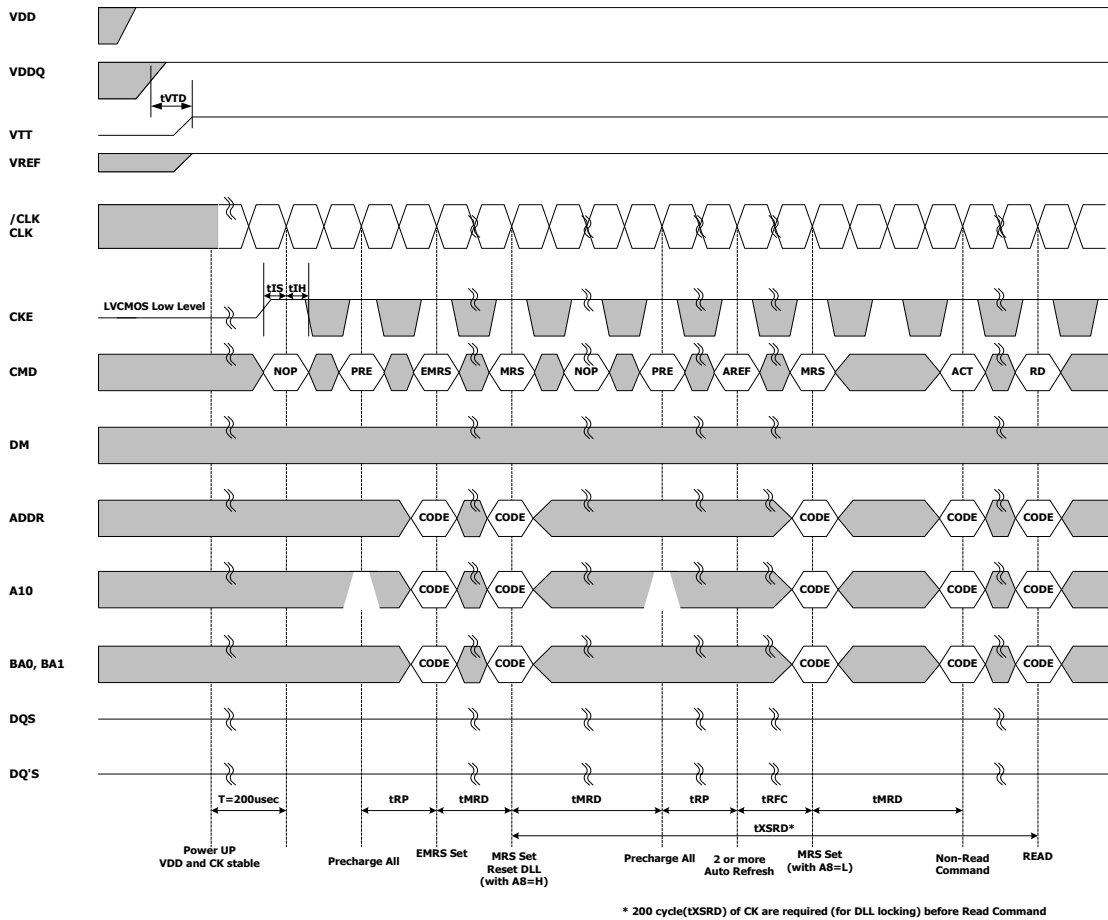 VDD
VDDQ
tVTD
VTT
VREF
/CLK
CLK
tIS tIH
LVCMOS Low Level
CKE
CMD NOP PRE EMRS MRS NOP PRE AREF MRS ACT RD
DM
ADDR CODE CODE CODE CODE CODE
A10 CODE CODE CODE CODE CODE
BA0, BA1 CODE CODE CODE CODE CODE
DQS
DQ'S
T=200usec tRP tMRD tMRD tRP tRFC tMRD
tXSRD*
Power UP
VDD and CK stable
Precharge All
EMRS Set
MRS Set
Reset DLL
(with A8=H)
Precharge All
2 or more
Auto Refresh
MRS Set
(with A8=L)
Non-Read
Command
READ
* 200 cycle(tXSRD) of CK are required (for DLL locking) before Read Command